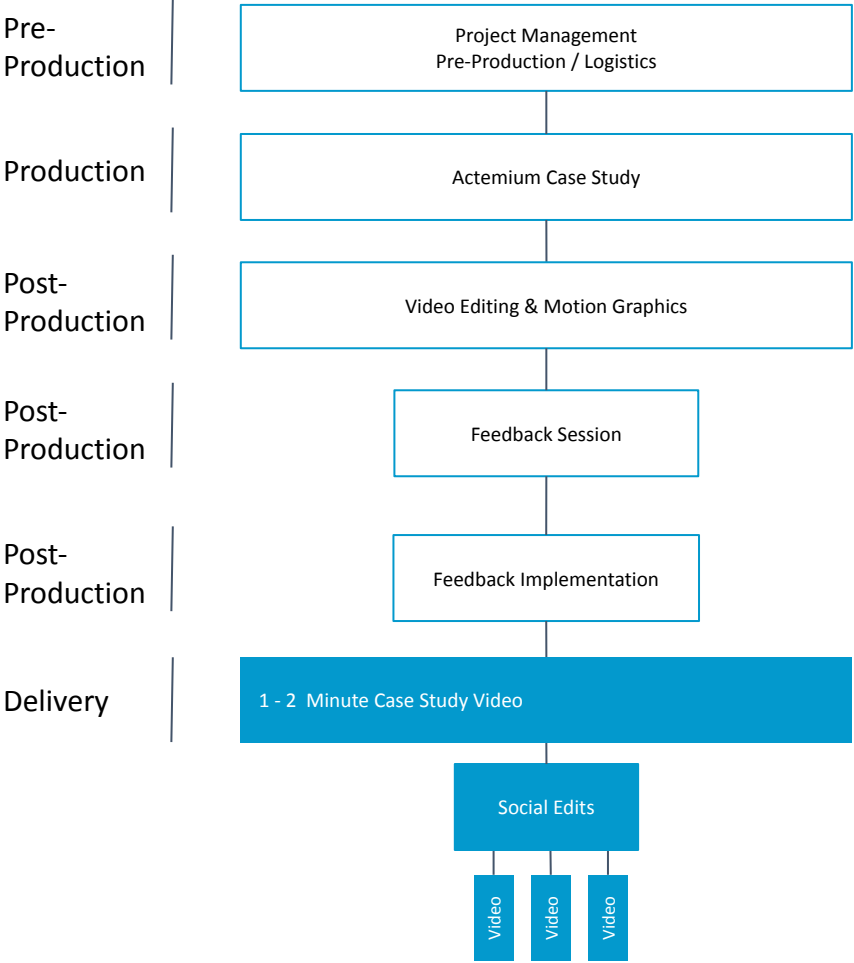 Pre-
Production
Project Management
Pre-Production / Logistics
Production
Actemium Case Study
Post-
Production
Video Editing & Motion Graphics
Post-
Production
Feedback Session
Post-
Production
Feedback Implementation
Delivery
1 - 2  Minute Case Study Video
Social Edits
Video
Video
Video